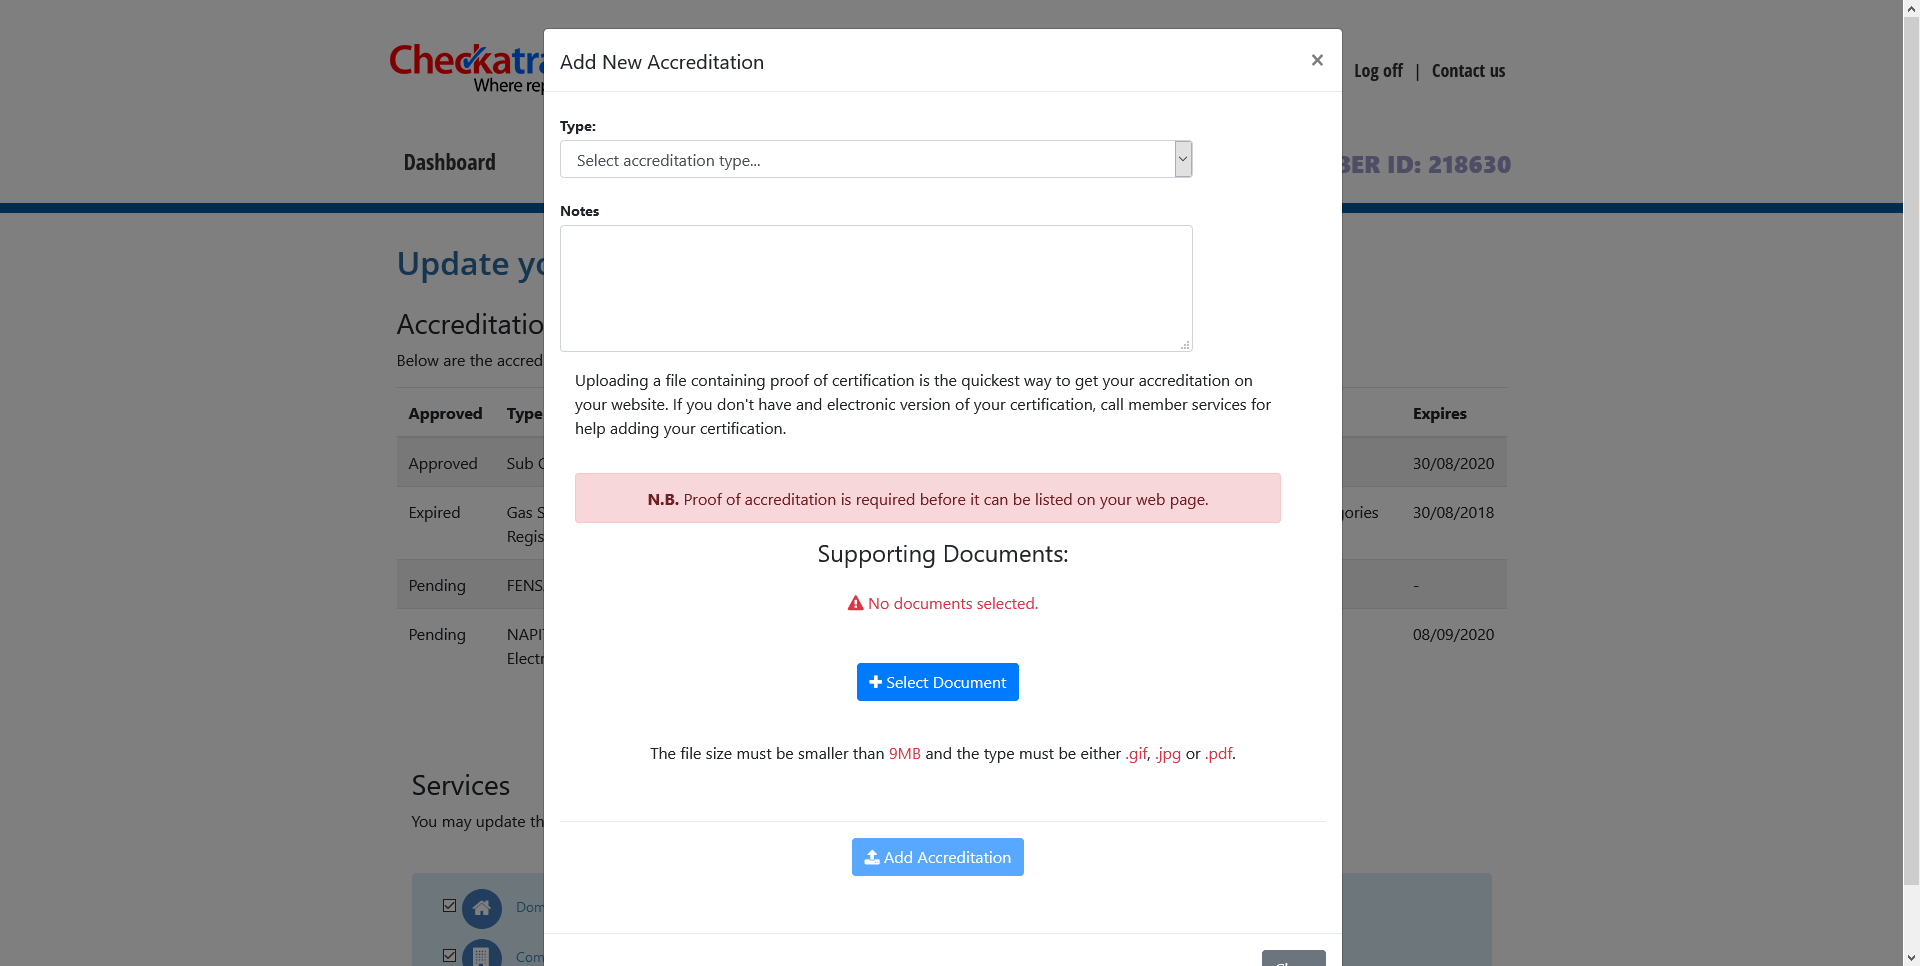 Checkatra
Where rep
Log off | Contact us
Dashboard
BER ID: 218630
Add New Accreditation
×
Type:
Select accreditation type...
Notes
Uploading a file containing proof of certification is the quickest way to get your accreditation on
your website. If you don't have and electronic version of your certification, call member services for
help adding your certification.
N.B. Proof of accreditation is required before it can be listed on your web page.
Supporting Documents:
No documents selected.
Select Document
The file size must be smaller than 9MB and the type must be either .gif, .jpg or .pdf.
Add Accreditation
Update yo
Accreditatio
Below are the accred
Approved Type Expires
Approved Sub 30/08/2020
Expired Gas S ories 30/08/2018
Regis
Pending FENS -
Pending NAPI 08/09/2020
Electr
Services
You may update th
Dom
Com